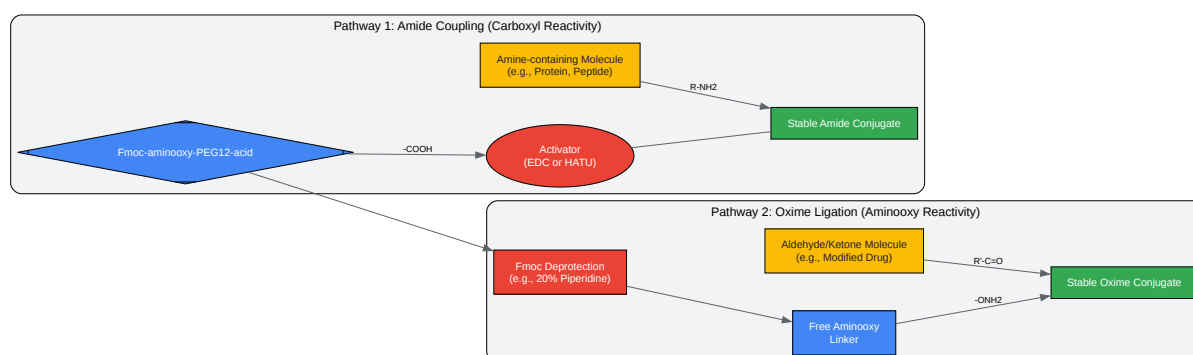 Pathway 1: Amide Coupling (Carboxyl Reactivity)
Amine-containing Molecule
(e.g., Protein, Peptide)
R-NH2
Stable Amide Conjugate
Fmoc-aminooxy-PEG12-acid
-COOH
Activator
(EDC or HATU)
Pathway 2: Oxime Ligation (Aminooxy Reactivity)
Aldehyde/Ketone Molecule
(e.g., Modified Drug)
R'-C=O
Fmoc Deprotection
(e.g., 20% Piperidine)
Stable Oxime Conjugate
-ONH2
Free Aminooxy
Linker